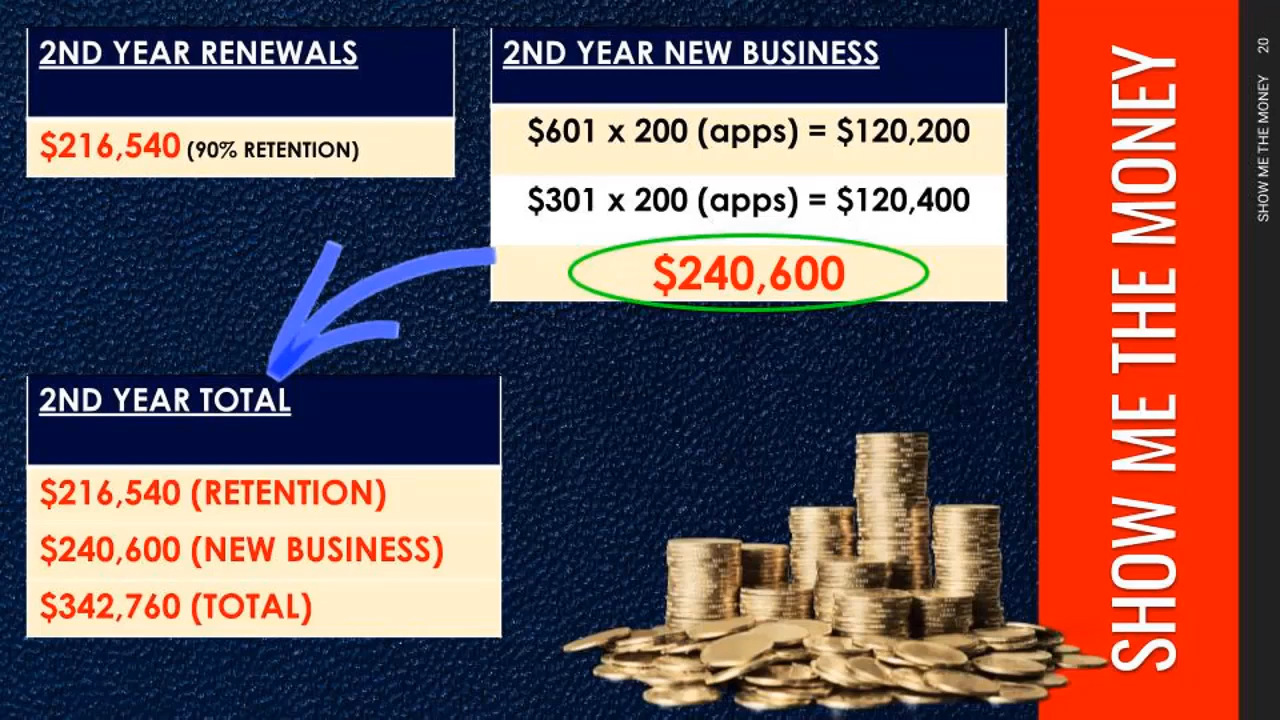 2ND YEAR RENEWALS
$216,540 (90% RETENTION)
2ND YEAR NEW BUSINESS
$601 x 200 (apps) = $120,200
$301 x 200 (apps) = $120,400
$240,600
2ND YEAR TOTAL
$216,540 (RETENTION)
$240,600 (NEW BUSINESS)
$342,760 (TOTAL)
SHOW ME THE MONEY
SHOW ME THE MONEY 20